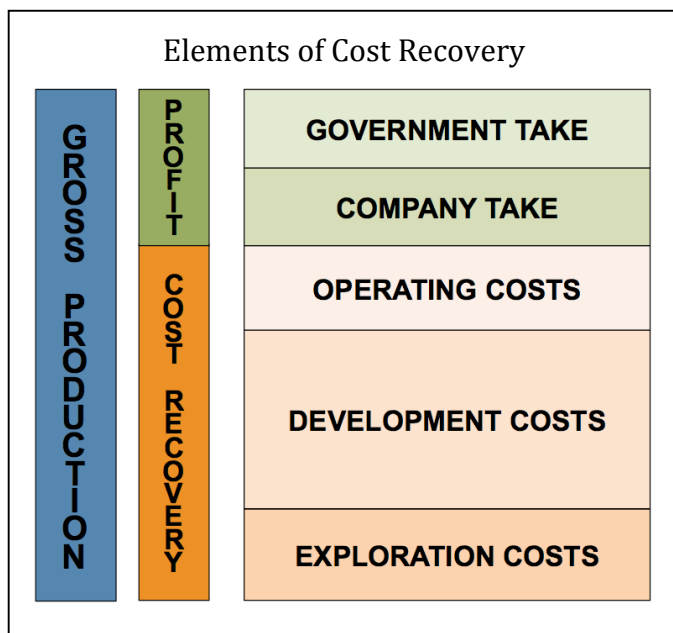 Elements of Cost Recovery
GROSS PRODUCTION
PROFIT
COST RECOVERY
GOVERNMENT TAKE
COMPANY TAKE
OPERATING COSTS
DEVELOPMENT COSTS
EXPLORATION COSTS